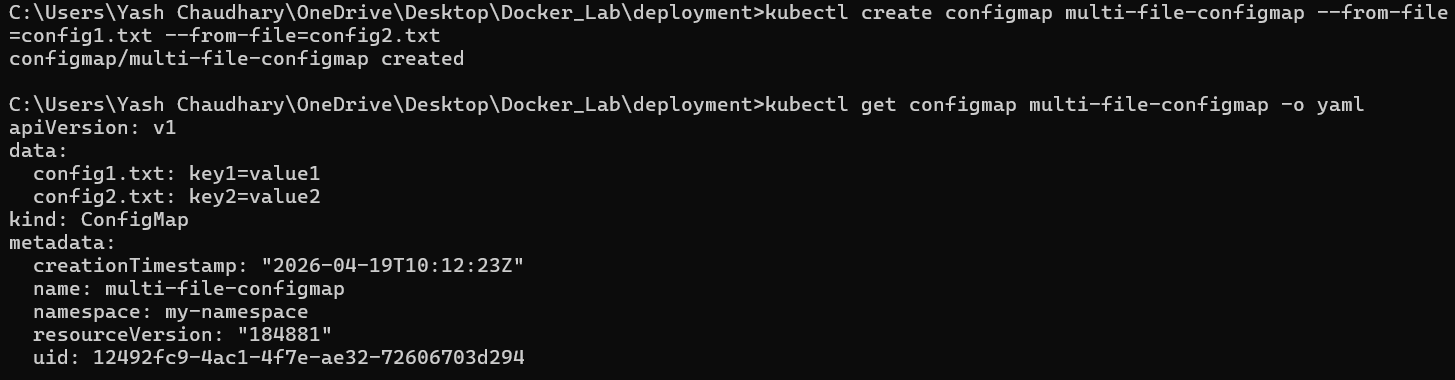 C:\Users\Yash Chaudhary\OneDrive\Desktop\Docker_Lab\deployment>kubectl create configmap multi-file-configmap --from-file
=config1.txt --from-file=config2.txt
configmap/multi-file-configmap created
C:\Users\Yash Chaudhary\OneDrive\Desktop\Docker_Lab\deployment>kubectl get configmap multi-file-configmap -o yaml
apiVersion: v1
data:
  config1.txt: key1=value1
  config2.txt: key2=value2
kind: ConfigMap
metadata:
  creationTimestamp: "2026-04-19T10:12:23Z"
  name: multi-file-configmap
  namespace: my-namespace
  resourceVersion: "184881"
  uid: 12492fc9-4ac1-4f7e-ae32-72606703d294